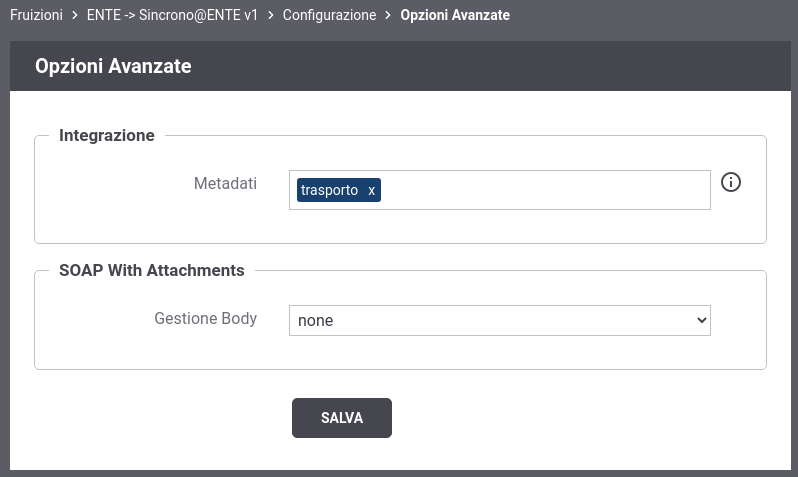 Fruizioni > ENTE -> Sincrono@ENTE v1 > Configurazione > Opzioni Avanzate
Opzioni Avanzate
Integrazione
Metadati
trasporto x
SOAP With Attachments
Gestione Body
none
SALVA